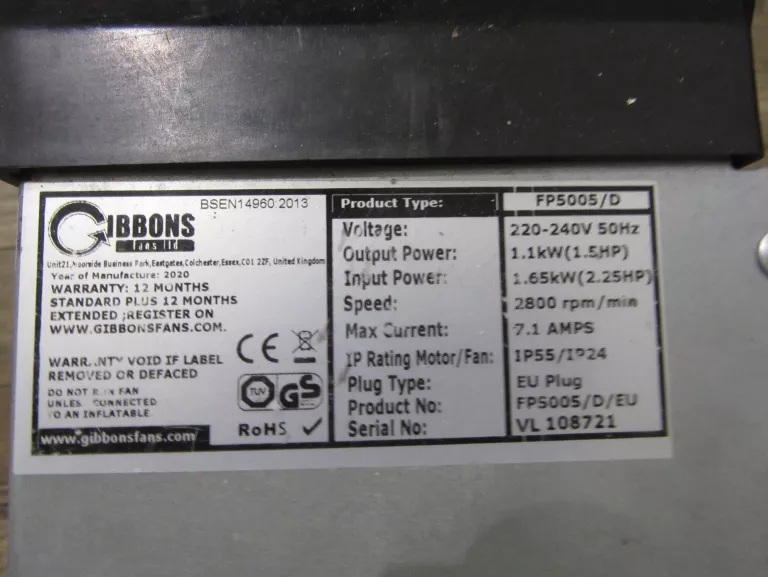 BSEN14960:2013
GIBBONS
fans ltd
Unit21,Moorside Business Park,Eastgates,Colchester,Essex,CO1 2ZF, United Kingdom
Year of Manufacture: 2020
WARRANTY: 12 MONTHS
STANDARD PLUS 12 MONTHS
EXTENDED ;REGISTER ON
WWW.GIBBONSFANS.COM.
WARRANTY VOID IF LABEL
REMOVED OR DEFACED
DO NOT RUN FAN
UNLESS CONNECTED
TO AN INFLATABLE.
CE
TUV GS
RoHS ✓
www.gibbonsfans.com
Product Type: FP5005/D
Voltage: 220-240V 50Hz
Output Power: 1.1kW(1.5HP)
Input Power: 1.65kW(2.25HP)
Speed: 2800 rpm/min
Max Current: 7.1 AMPS
IP Rating Motor/Fan: IP55/IP24
Plug Type: EU Plug
Product No: FP5005/D/EU
Serial No: VL 108721